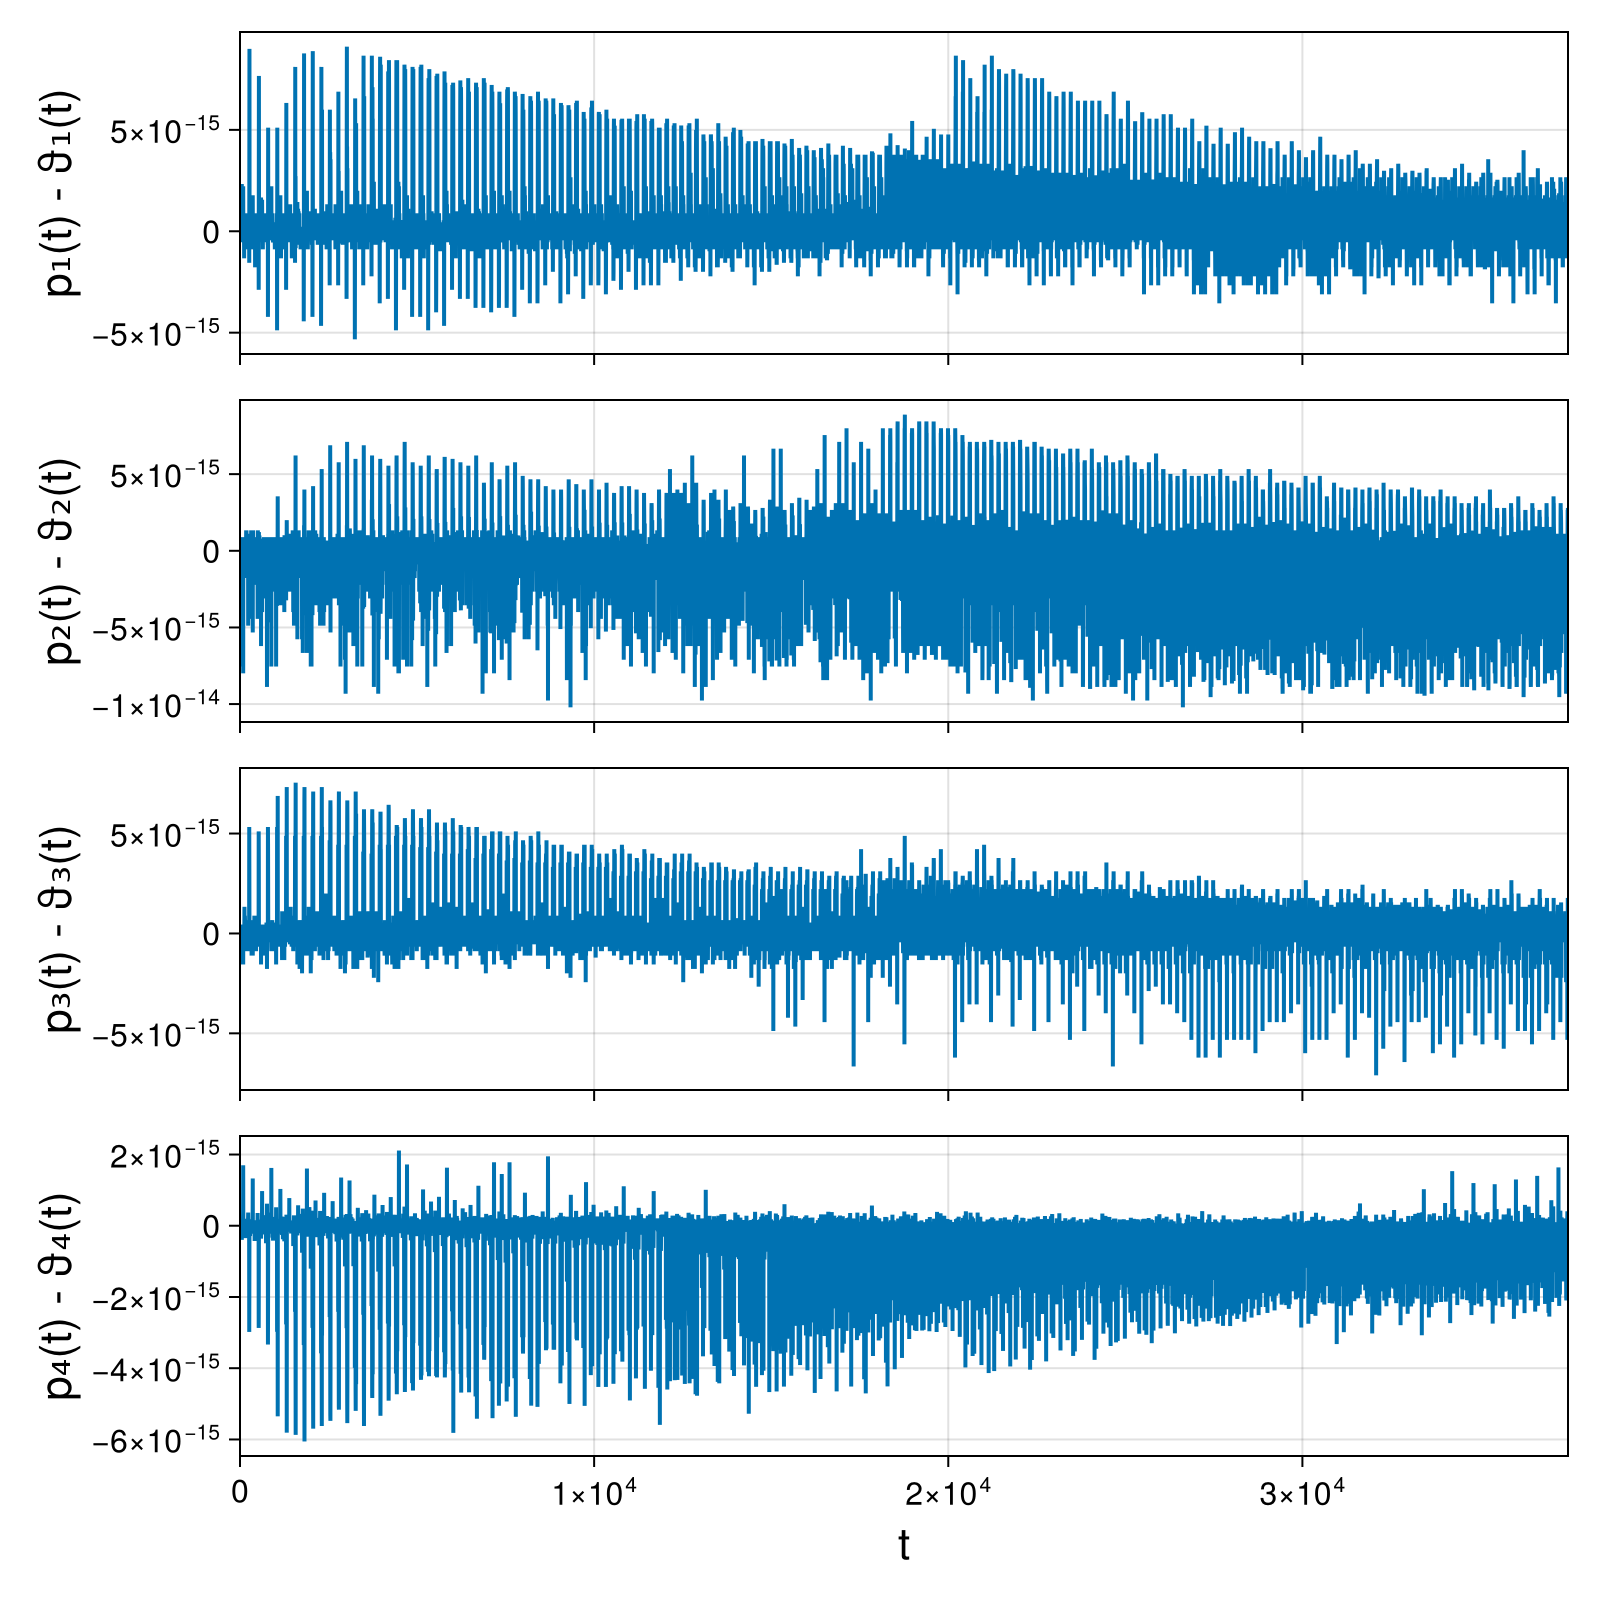 p₁(t) - ϑ₁(t)
5×10⁻¹⁵
0
−5×10⁻¹⁵
p₂(t) - ϑ₂(t)
5×10⁻¹⁵
0
−5×10⁻¹⁵
−1×10⁻¹⁴
p₃(t) - ϑ₃(t)
5×10⁻¹⁵
0
−5×10⁻¹⁵
p₄(t) - ϑ₄(t)
2×10⁻¹⁵
0
−2×10⁻¹⁵
−4×10⁻¹⁵
−6×10⁻¹⁵
0 1×10⁴ 2×10⁴ 3×10⁴
t